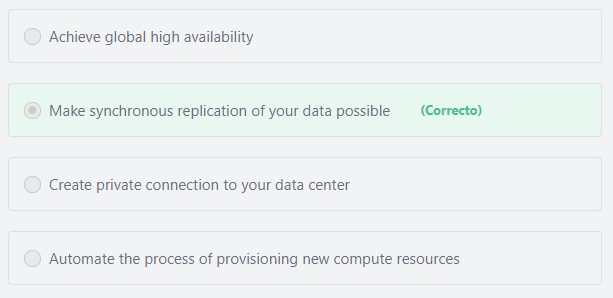 Achieve global high availability
Make synchronous replication of your data possible (Correcto)
Create private connection to your data center
Automate the process of provisioning new compute resources